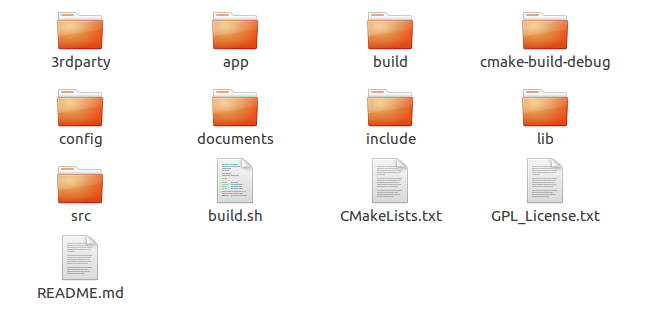 3rdparty
app
build
cmake-build-debug
config
documents
include
lib
src
build.sh
CMakeLists.txt
GPL_License.txt
README.md